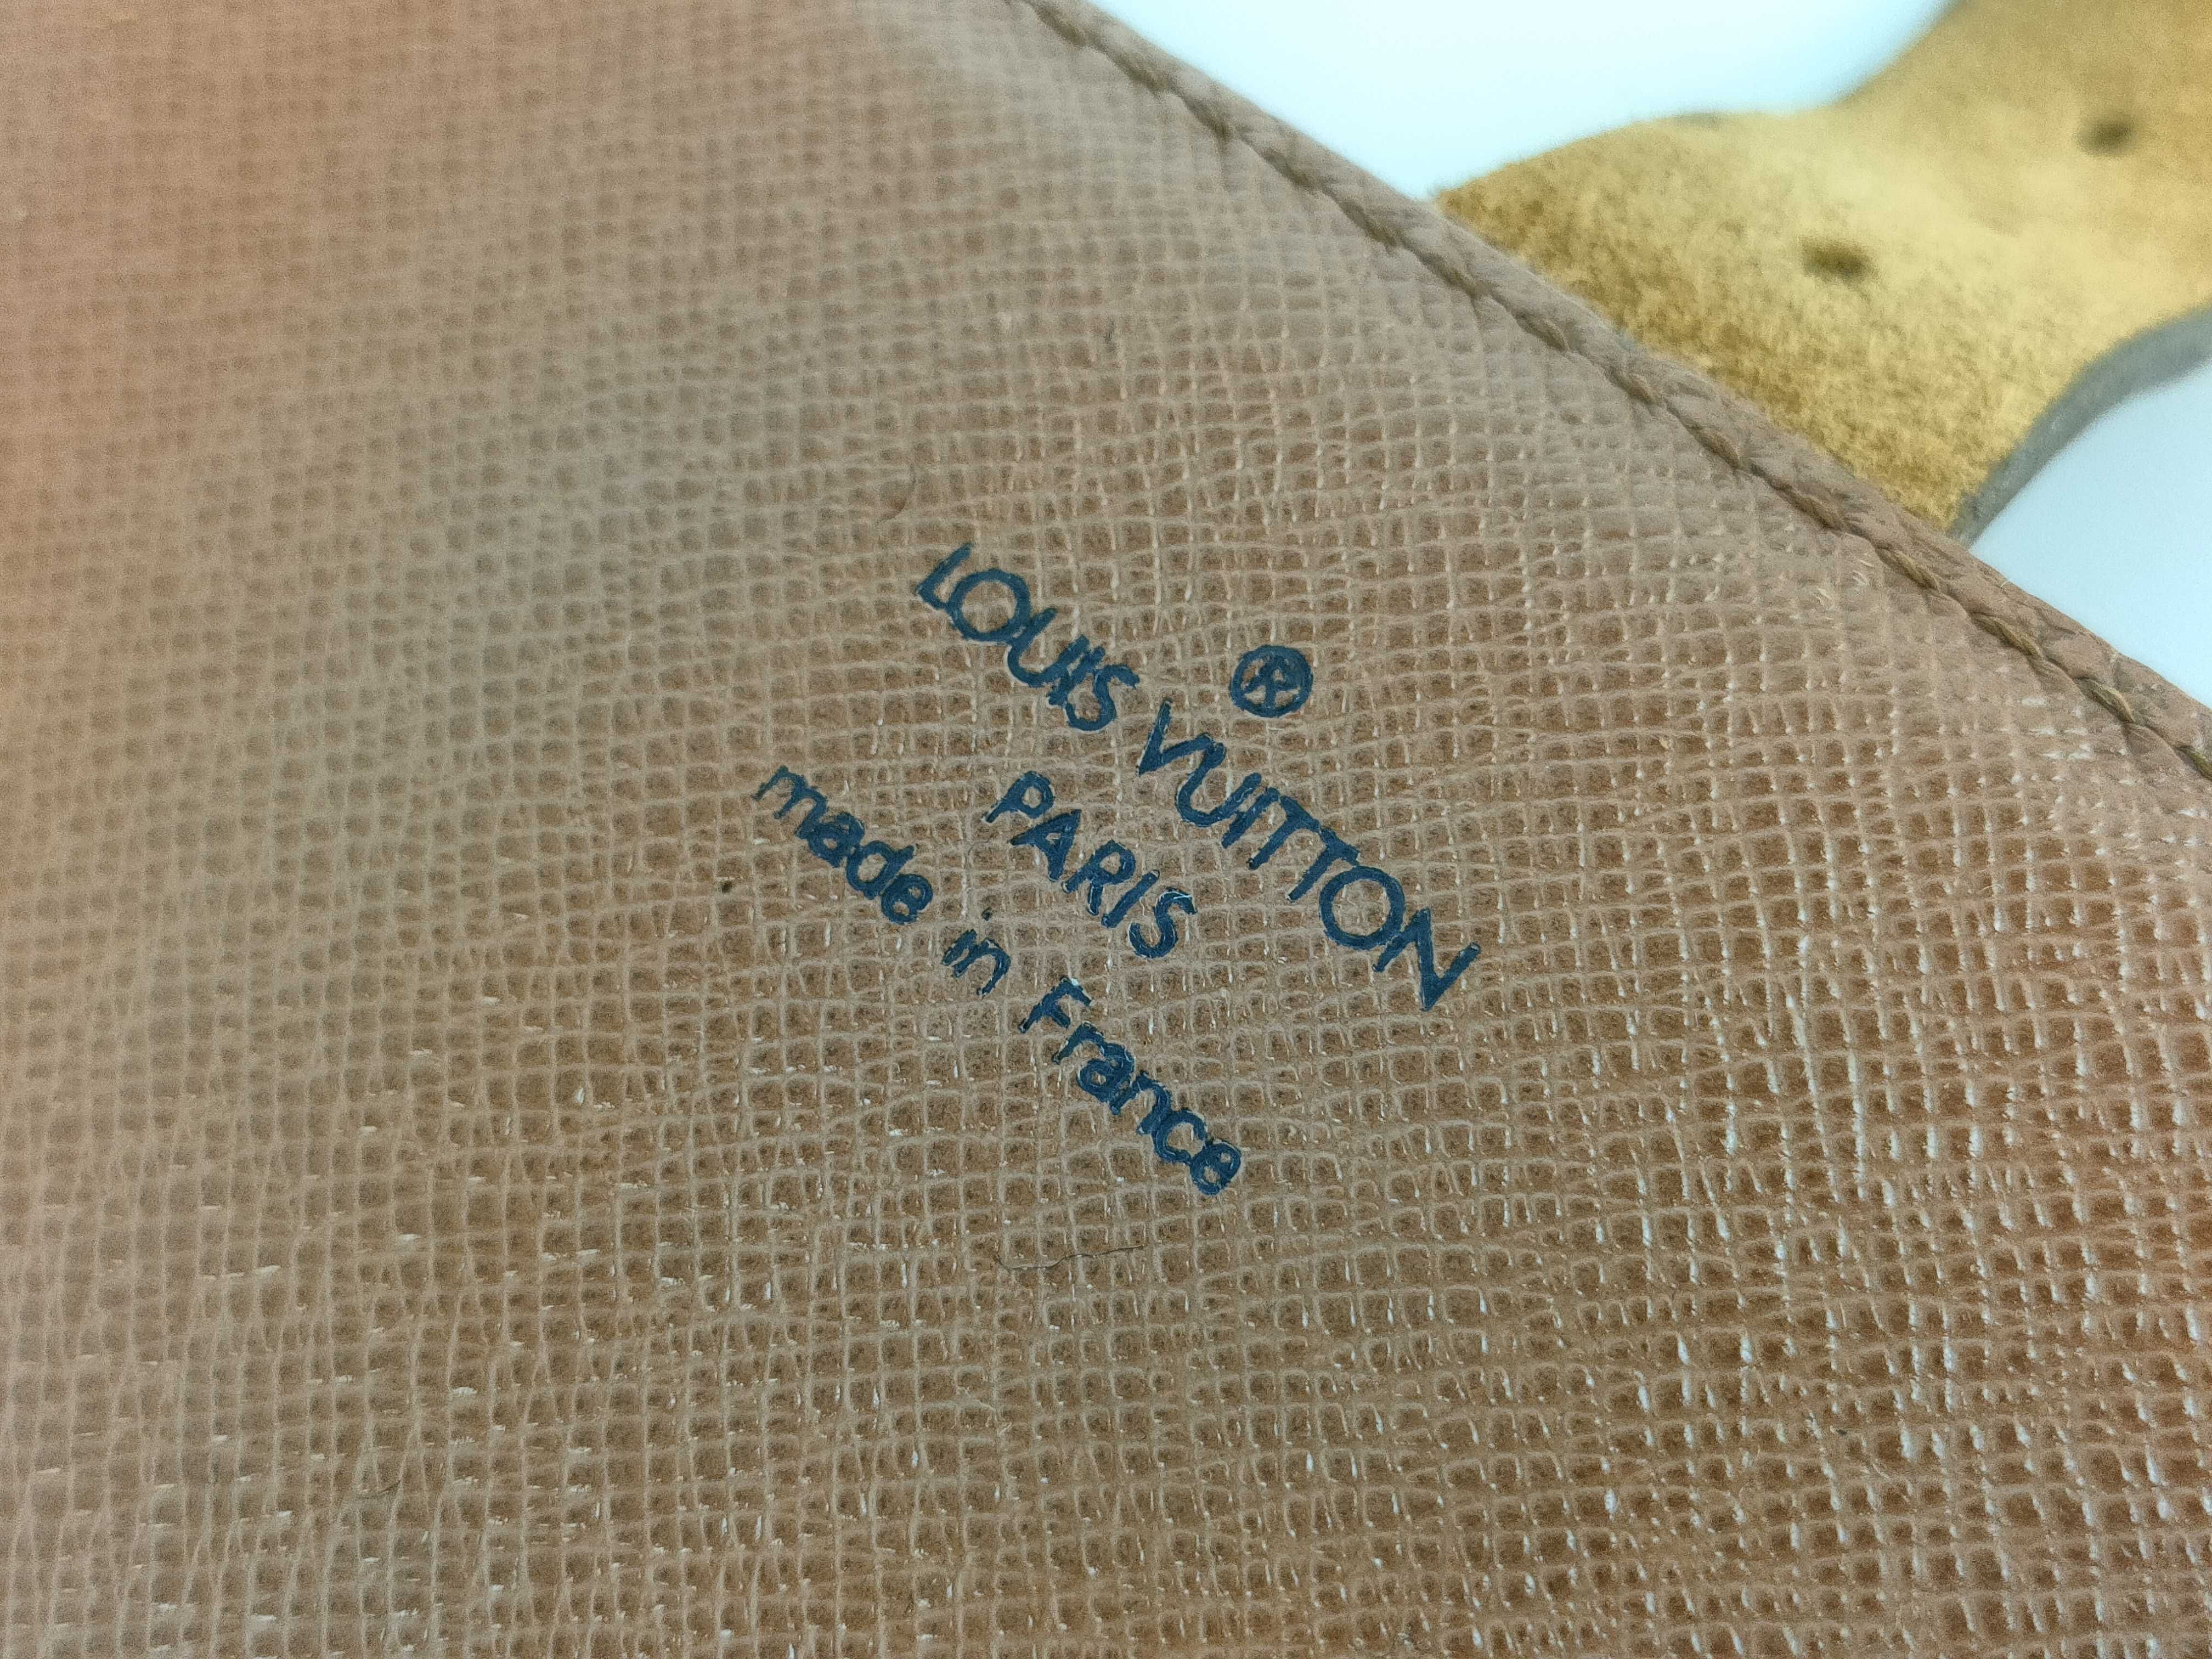 ®
LOUIS VUITTON
PARIS
made in France